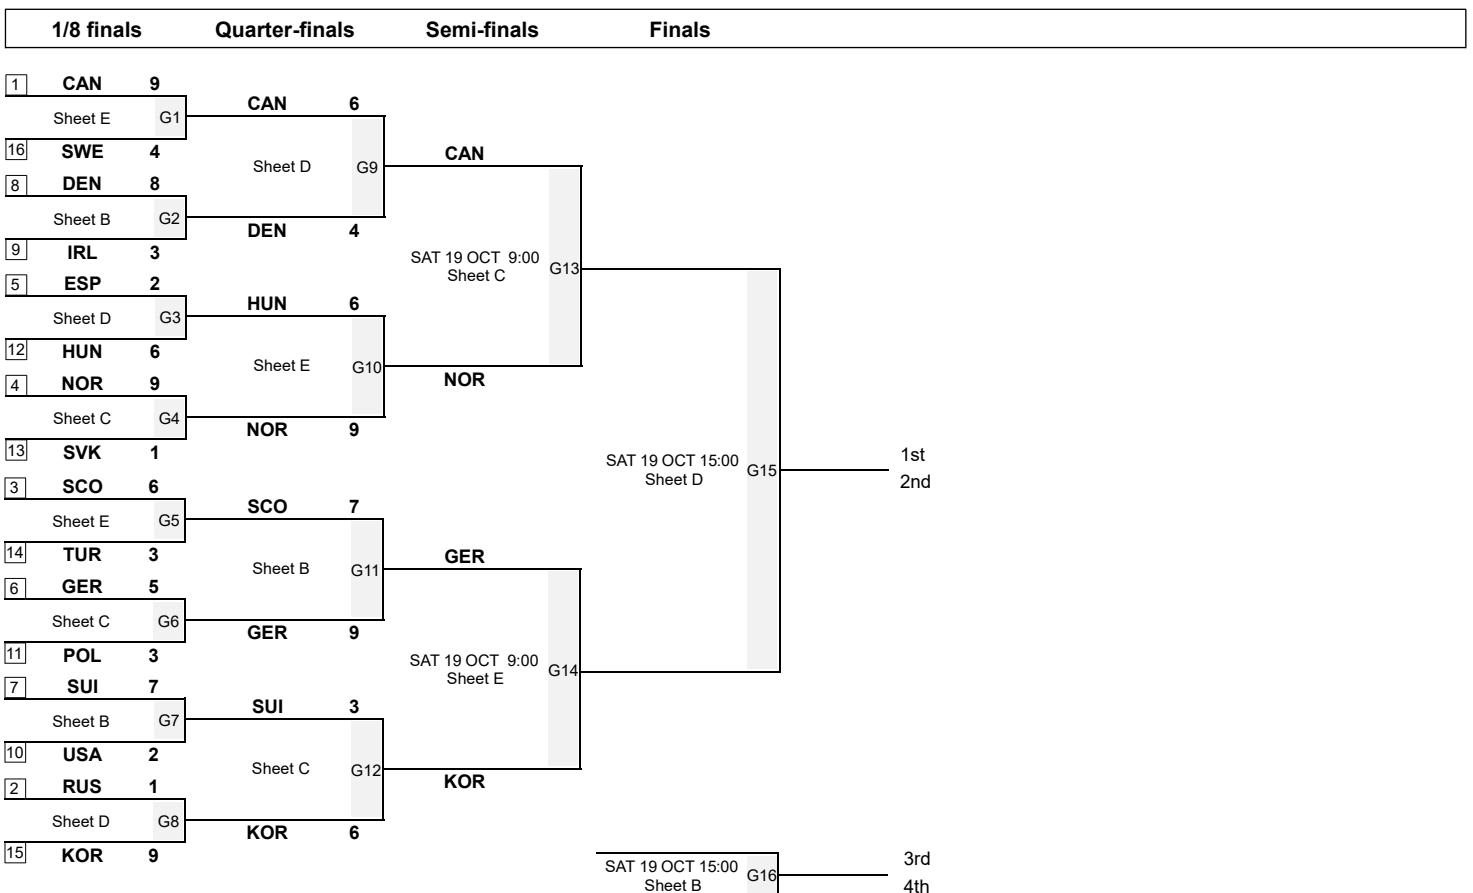 1/8 finals Quarter-finals Semi-finals Finals
1 CAN 9
CAN 6
Sheet E G1
16 SWE 4
CAN
Sheet D G9
8 DEN 8
Sheet B G2
DEN 4
9 IRL 3
SAT 19 OCT 9:00
Sheet C
G13
5 ESP 2
HUN 6
Sheet D G3
12 HUN 6
Sheet E G10
4 NOR 9
NOR
Sheet C G4
NOR 9
13 SVK 1
SAT 19 OCT 15:00
Sheet D
G15
1st
2nd
3 SCO 6
SCO 7
Sheet E G5
14 TUR 3
GER
Sheet B G11
6 GER 5
Sheet C G6
GER 9
11 POL 3
SAT 19 OCT 9:00
Sheet E
G14
7 SUI 7
SUI 3
Sheet B G7
10 USA 2
Sheet C G12
2 RUS 1
KOR
Sheet D G8
KOR 6
15 KOR 9
SAT 19 OCT 15:00
Sheet B
G16
3rd
4th